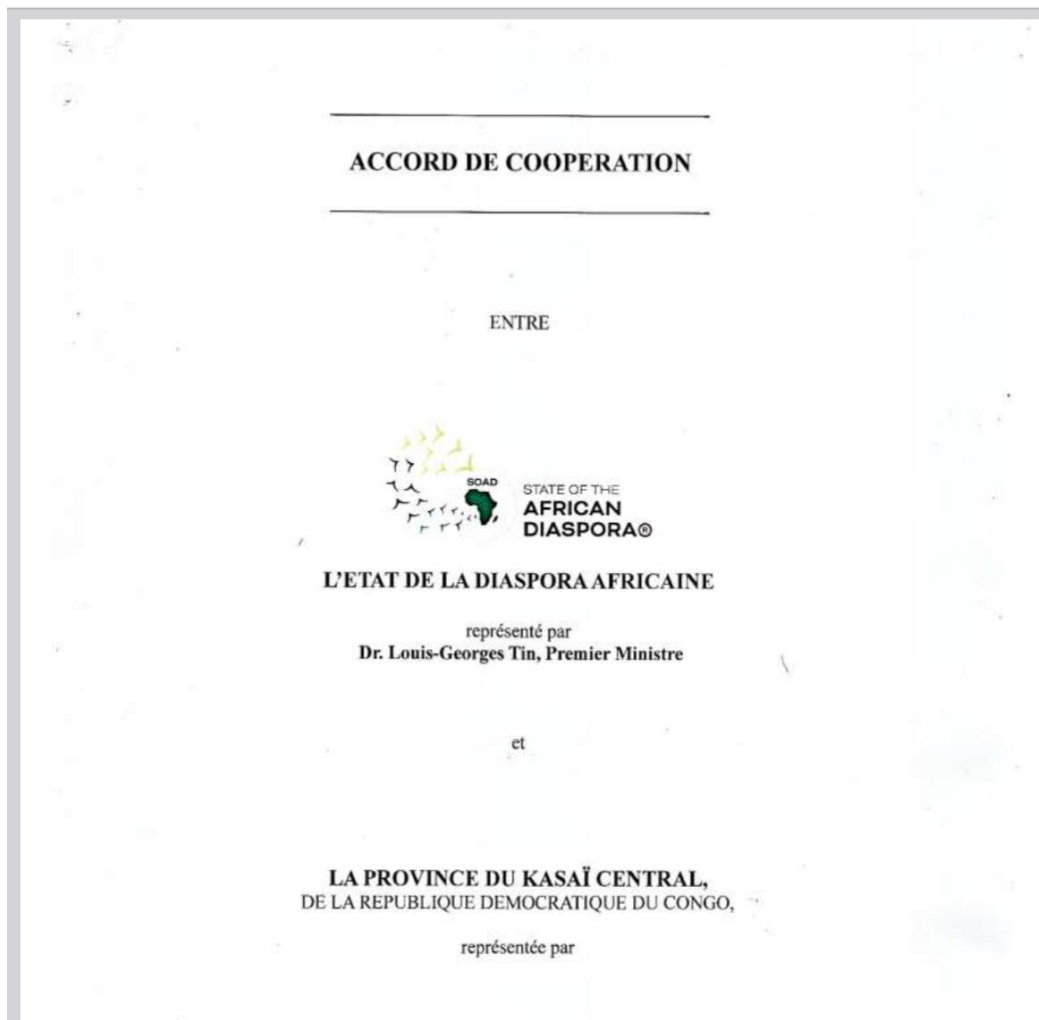 ACCORD DE COOPERATION
ENTRE
SOAD
STATE OF THE
AFRICAN
DIASPORA®
L'ETAT DE LA DIASPORA AFRICAINE
représenté par
Dr. Louis-Georges Tin, Premier Ministre
et
LA PROVINCE DU KASAÏ CENTRAL,
DE LA REPUBLIQUE DEMOCRATIQUE DU CONGO,
représentée par